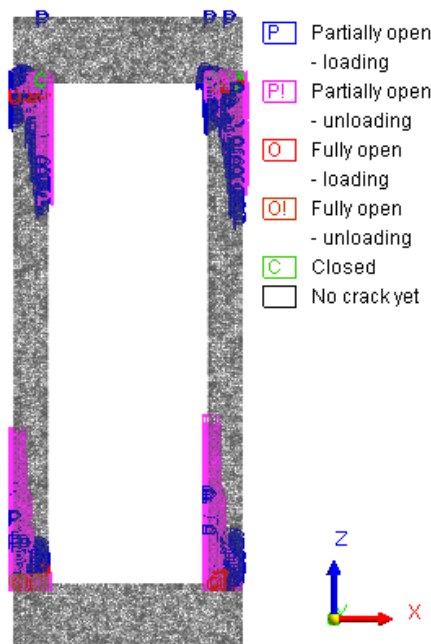 P
P P
P Partially open
- loading
P! Partially open
- unloading
O Fully open
- loading
O! Fully open
- unloading
C Closed
No crack yet
C
Z
X